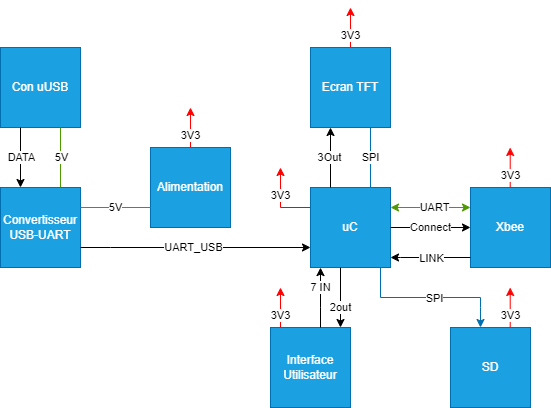 3V3
Con uUSB
Ecran TFT
3V3
3V3
DATA
5V
3Out
SPI
Alimentation
3V3
3V3
5V
UART
Convertisseur
USB-UART
uC
Connect
Xbee
UART_USB
LINK
7 IN
SPI
2out
3V3
3V3
Interface
Utilisateur
SD